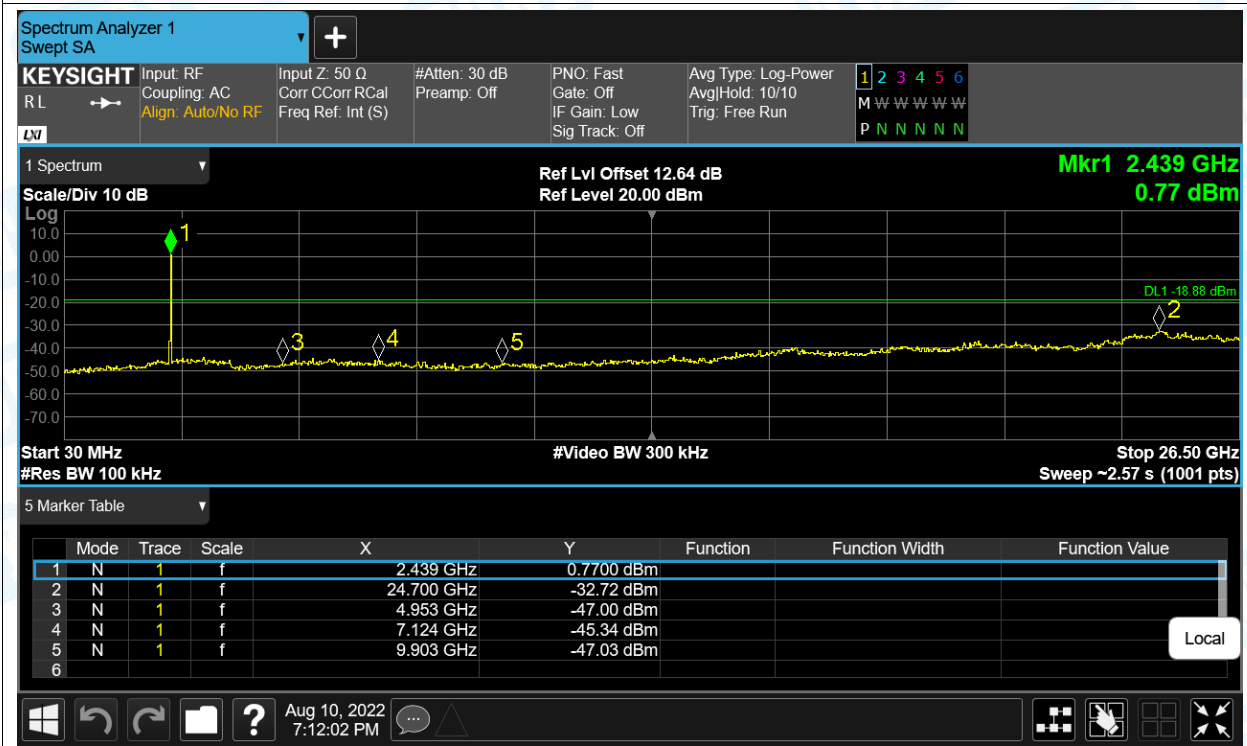 Spectrum Analyzer 1
Swept SA
KEYSIGHT Input: RF Input Z: 50 Ω #Atten: 30 dB PNO: Fast Avg Type: Log-Power 1 2 3 4 5 6
R L Coupling: AC Corr CCorr RCal Preamp: Off Gate: Off Avg|Hold: 10/10 M W W W W W W
Align: Auto/No RF Freq Ref: Int (S) IF Gain: Low Trig: Free Run
LXI Sig Track: Off P N N N N N
1 Spectrum Ref Lvl Offset 12.64 dB Mkr1 2.439 GHz
Scale/Div 10 dB Ref Level 20.00 dBm 0.77 dBm
Log
10.0
0.00
-10.0
-20.0
-30.0
-40.0
-50.0
-60.0
-70.0
1
DL1 -18.88 dBm
2
3
4
5
Start 30 MHz #Video BW 300 kHz Stop 26.50 GHz
#Res BW 100 kHz Sweep ~2.57 s (1001 pts)
5 Marker Table
Mode Trace Scale X Y Function Function Width Function Value
1 N 1 f 2.439 GHz 0.7700 dBm
2 N 1 f 24.700 GHz -32.72 dBm
3 N 1 f 4.953 GHz -47.00 dBm
4 N 1 f 7.124 GHz -45.34 dBm
5 N 1 f 9.903 GHz -47.03 dBm
6
Local
? Aug 10, 2022
7:12:02 PM